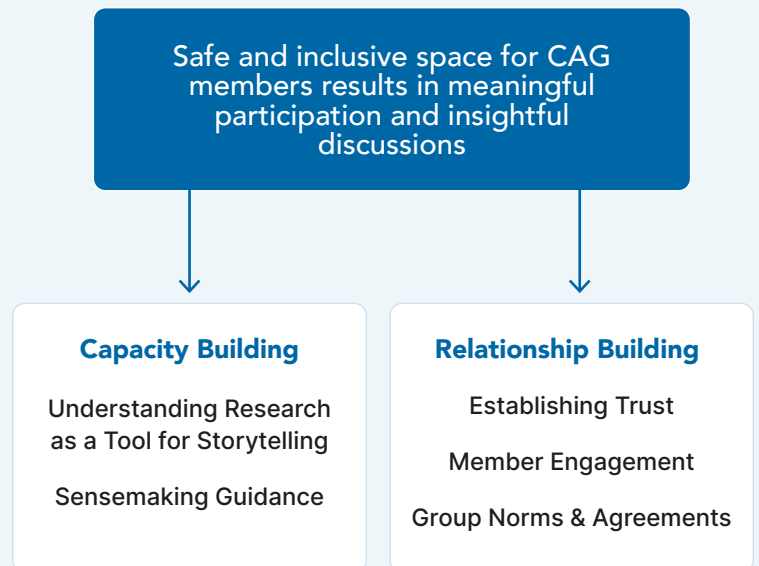 Safe and inclusive space for CAG
members results in meaningful
participation and insightful
discussions
Capacity Building
Understanding Research
as a Tool for Storytelling
Sensemaking Guidance
Relationship Building
Establishing Trust
Member Engagement
Group Norms & Agreements